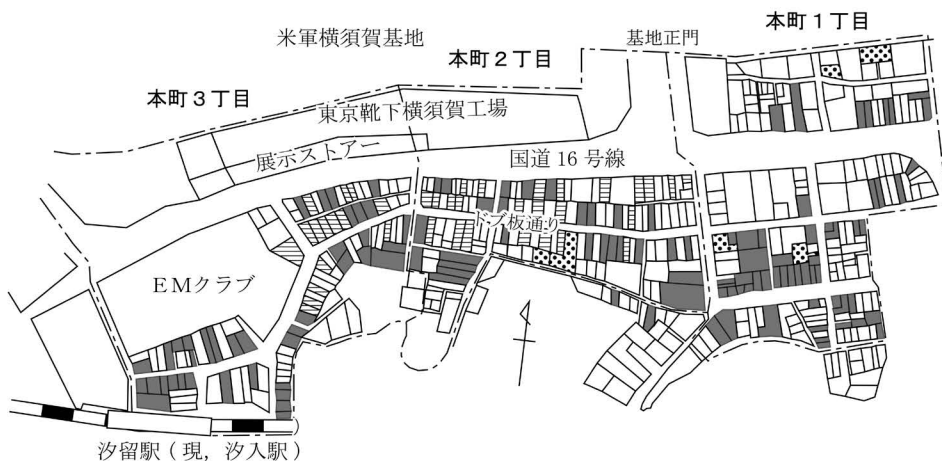 本町1丁目
米軍横須賀基地
基地正門
本町2丁目
本町3丁目
東京靴下横須賀工場
展示ストアー
国道16号線
ドブ板通り
EMクラブ
汐留駅(現,汐入駅)